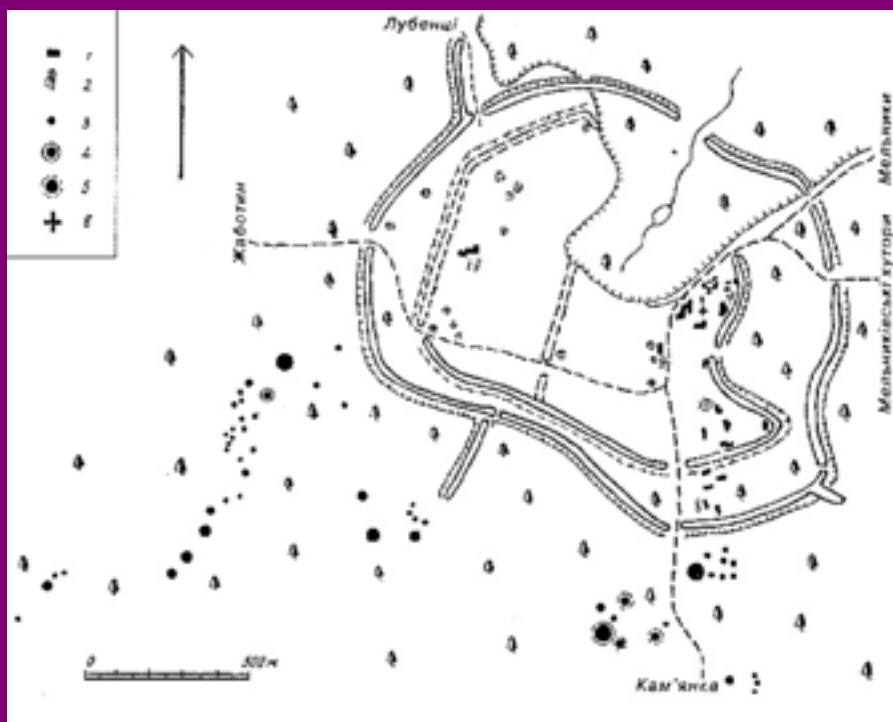 Лубенці
1
2
3
4
5
6
Жаботин
Мельники
Мельниківські хутори
0 500 м
Кам'янка